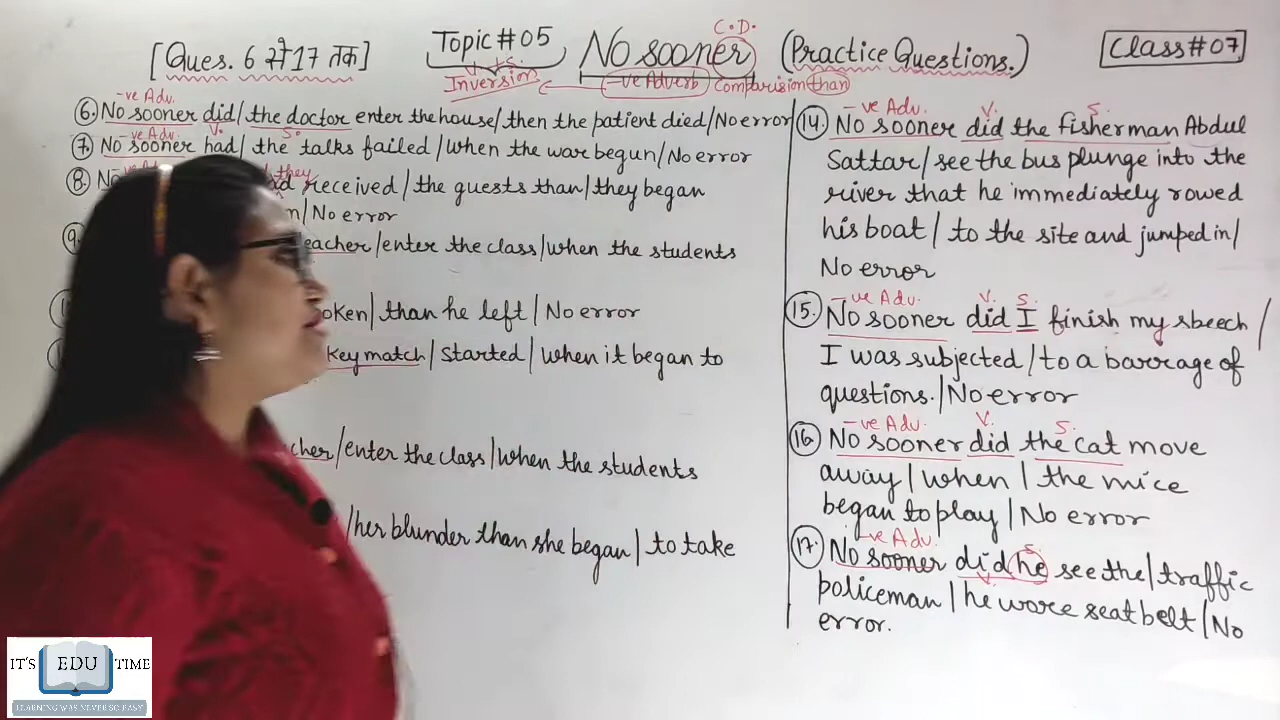 [Ques. 6 से 17 तक]
Topic # 05
No sooner
C.D.
(Practice Questions.)
Class # 07
V. + S.
Inversion
-ve Adverb
Comparision than
-ve Adv.
6. No sooner did / the doctor enter the house / then the patient died / No error
-ve Adv. V. S.
7. No sooner had / the talks failed / when the war begun / No error
they
8. No received / the guests than / they began
/ No error
9. eacher / enter the class / when the students
oken | than he left / No error
key match / started / when it began to
cher / enter the class / when the students
/ her blunder than she began / to take
-ve Adv. V. S.
14. No sooner did the fisherman Abdul
Sattar / see the bus plunge into the
river that he immediately rowed
his boat / to the site and jumped in /
No error
-ve Adv. V. S.
15. No sooner did I finish my speech /
I was subjected / to a barrage of
questions. / No error
-ve Adv. V. S.
16. No sooner did the cat move
away / when / the mice
began to play / No error
-ve Adv. S.
17. No sooner did he see the / traffic
V.
policeman / he wore seat belt / No
error.
IT'S EDU TIME
LEARNING WAS NEVER SO EASY